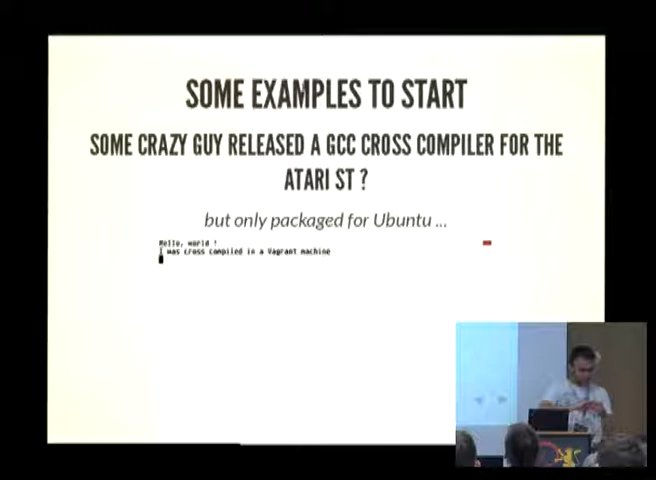 SOME EXAMPLES TO START
SOME CRAZY GUY RELEASED A GCC CROSS COMPILER FOR THE
ATARI ST ?
but only packaged for Ubuntu ...
Hello, world !
I was cross compiled in a Vagrant machine